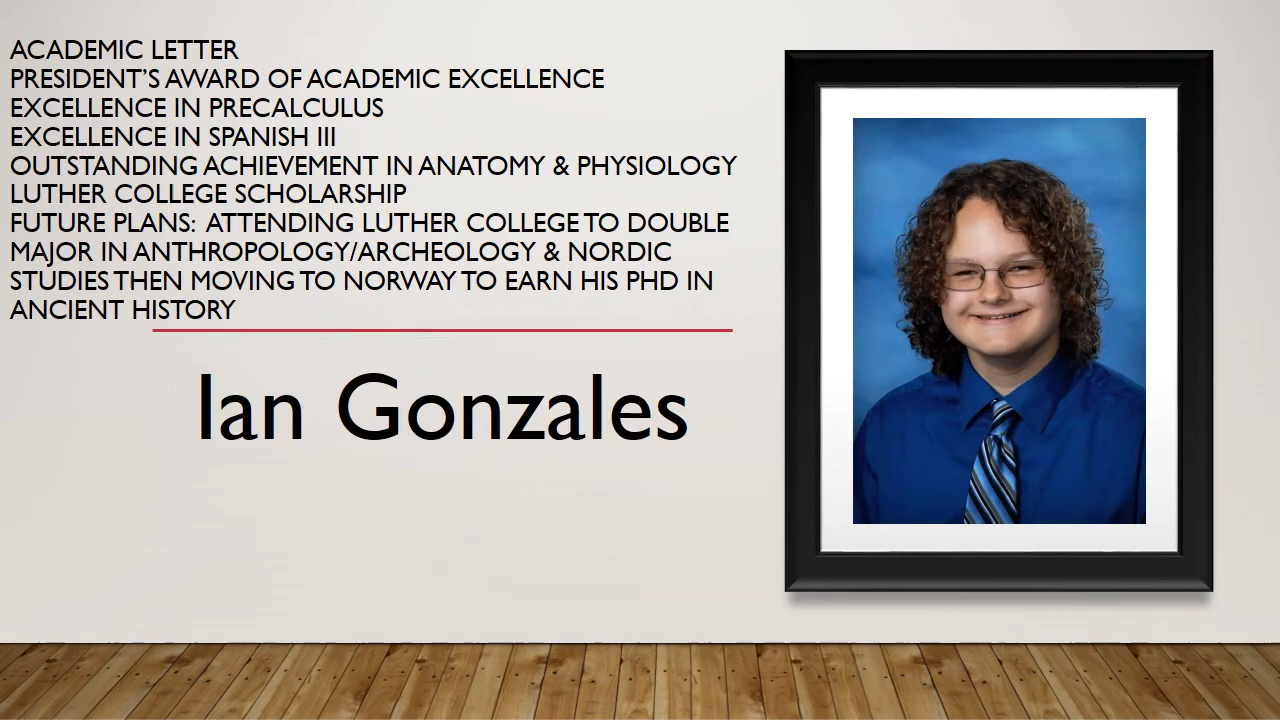 ACADEMIC LETTER
PRESIDENT’S AWARD OF ACADEMIC EXCELLENCE
EXCELLENCE IN PRECALCULUS
EXCELLENCE IN SPANISH III
OUTSTANDING ACHIEVEMENT IN ANATOMY & PHYSIOLOGY
LUTHER COLLEGE SCHOLARSHIP
FUTURE PLANS:  ATTENDING LUTHER COLLEGE TO DOUBLE
MAJOR IN ANTHROPOLOGY/ARCHEOLOGY & NORDIC
STUDIES THEN MOVING TO NORWAY TO EARN HIS PHD IN
ANCIENT HISTORY
Ian Gonzales